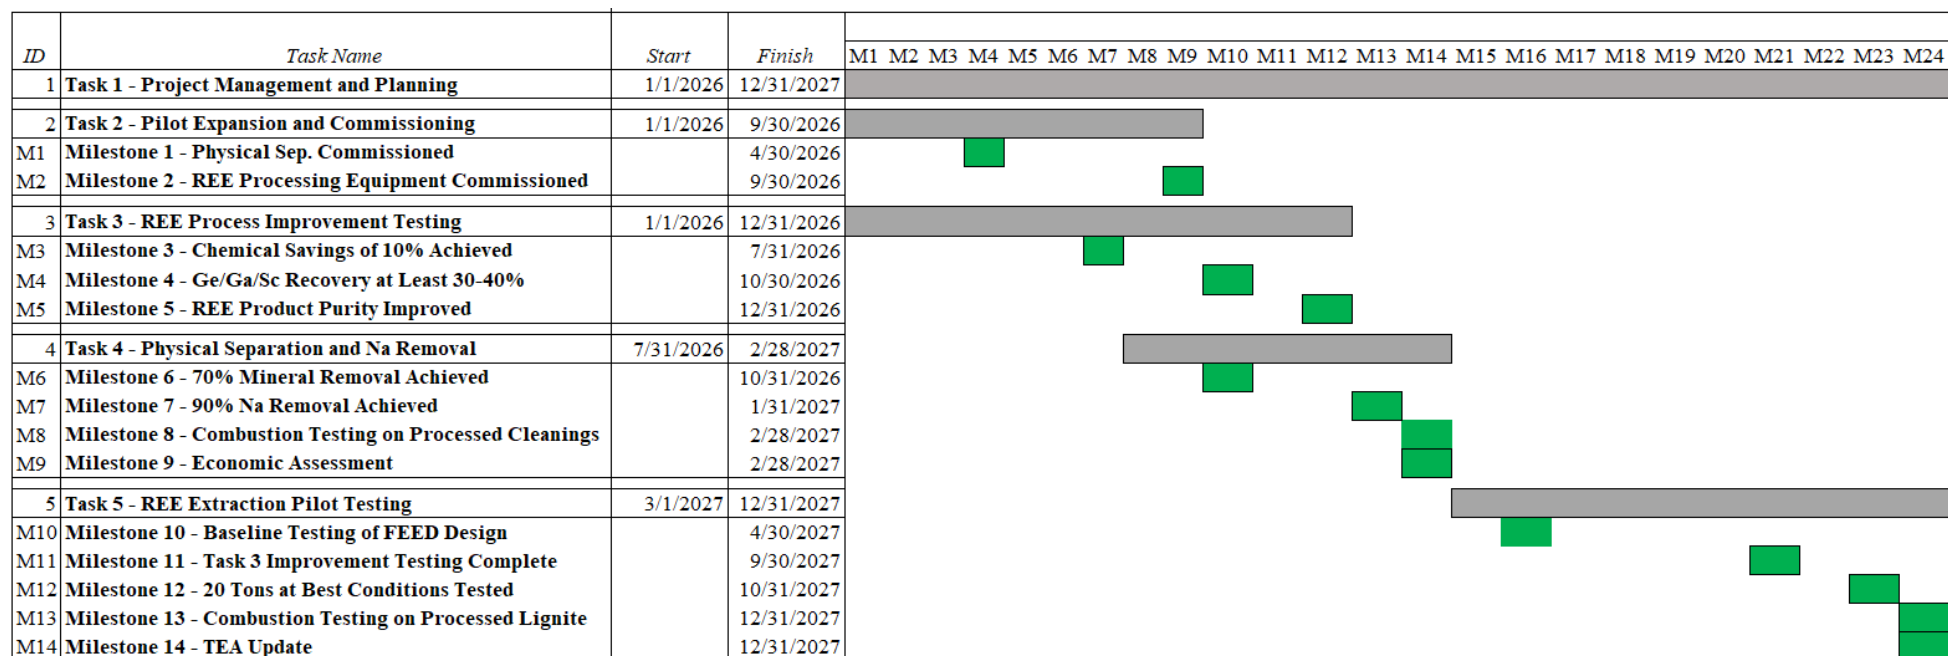 ID Task Name Start Finish M1 M2 M3 M4 M5 M6 M7 M8 M9 M10 M11 M12 M13 M14 M15 M16 M17 M18 M19 M20 M21 M22 M23 M24
1 Task 1 - Project Management and Planning 1/1/2026 12/31/2027
2 Task 2 - Pilot Expansion and Commissioning 1/1/2026 9/30/2026
M1 Milestone 1 - Physical Sep. Commissioned 4/30/2026
M2 Milestone 2 - REE Processing Equipment Commissioned 9/30/2026
3 Task 3 - REE Process Improvement Testing 1/1/2026 12/31/2026
M3 Milestone 3 - Chemical Savings of 10% Achieved 7/31/2026
M4 Milestone 4 - Ge/Ga/Sc Recovery at Least 30-40% 10/30/2026
M5 Milestone 5 - REE Product Purity Improved 12/31/2026
4 Task 4 - Physical Separation and Na Removal 7/31/2026 2/28/2027
M6 Milestone 6 - 70% Mineral Removal Achieved 10/31/2026
M7 Milestone 7 - 90% Na Removal Achieved 1/31/2027
M8 Milestone 8 - Combustion Testing on Processed Cleanings 2/28/2027
M9 Milestone 9 - Economic Assessment 2/28/2027
5 Task 5 - REE Extraction Pilot Testing 3/1/2027 12/31/2027
M10 Milestone 10 - Baseline Testing of FEED Design 4/30/2027
M11 Milestone 11 - Task 3 Improvement Testing Complete 9/30/2027
M12 Milestone 12 - 20 Tons at Best Conditions Tested 10/31/2027
M13 Milestone 13 - Combustion Testing on Processed Lignite 12/31/2027
M14 Milestone 14 - TEA Update 12/31/2027